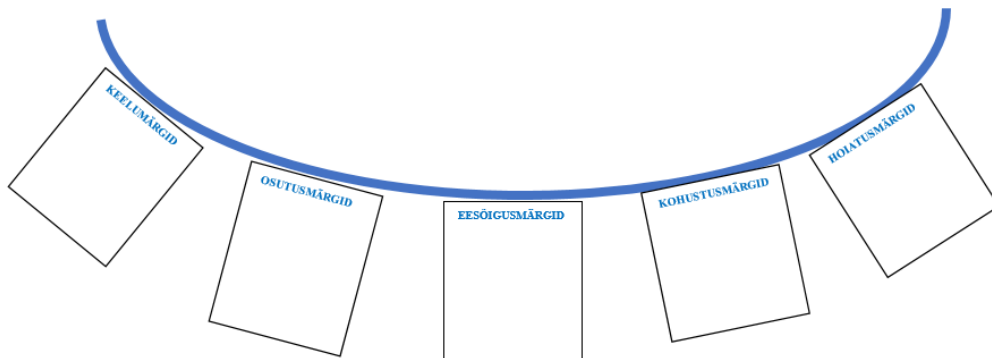 KEELUMÄRGID
OSUTUSMÄRGID
EESÕIGUSMÄRGID
KOHUSTUSMÄRGID
HOIATUSMÄRGID